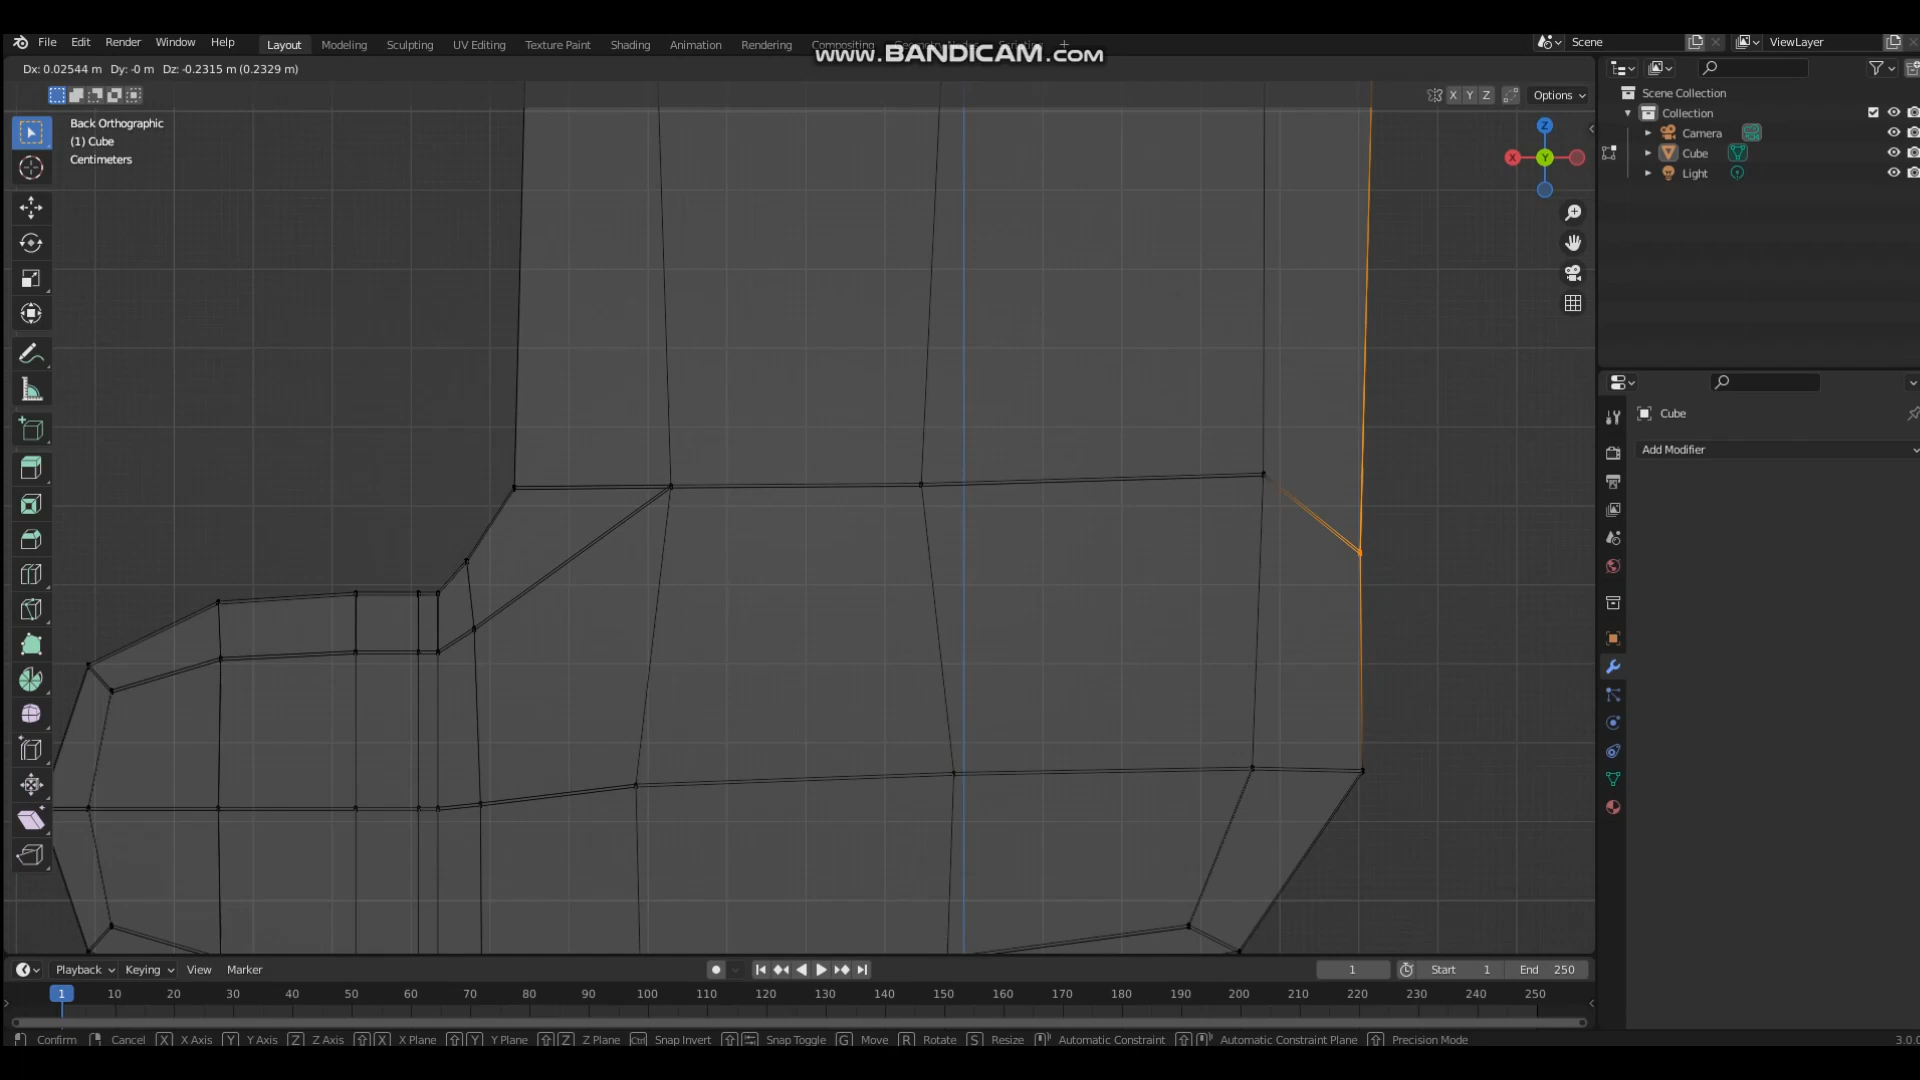 File Edit Render Window Help Layout Modeling Sculpting UV Editing Texture Paint Shading Animation Rendering Compositing
www.BANDICAM.com
Scene
ViewLayer
Dx: 0.02544 m Dy: -0 m Dz: -0.2315 m (0.2329 m)
X Y Z Options
Back Orthographic
(1) Cube
Centimeters
Z
X
Y
Scene Collection
Collection
Camera
Cube
Light
Cube
Add Modifier
Playback Keying View Marker
1
Start 1
End 250
1 10 20 30 40 50 60 70 80 90 100 110 120 130 140 150 160 170 180 190 200 210 220 230 240 250
Confirm Cancel X X Axis Y Y Axis Z Z Axis X X Plane Y Y Plane Z Z Plane Ctrl Snap Invert Snap Toggle G Move R Rotate S Resize Automatic Constraint Automatic Constraint Plane Precision Mode
3.0.0